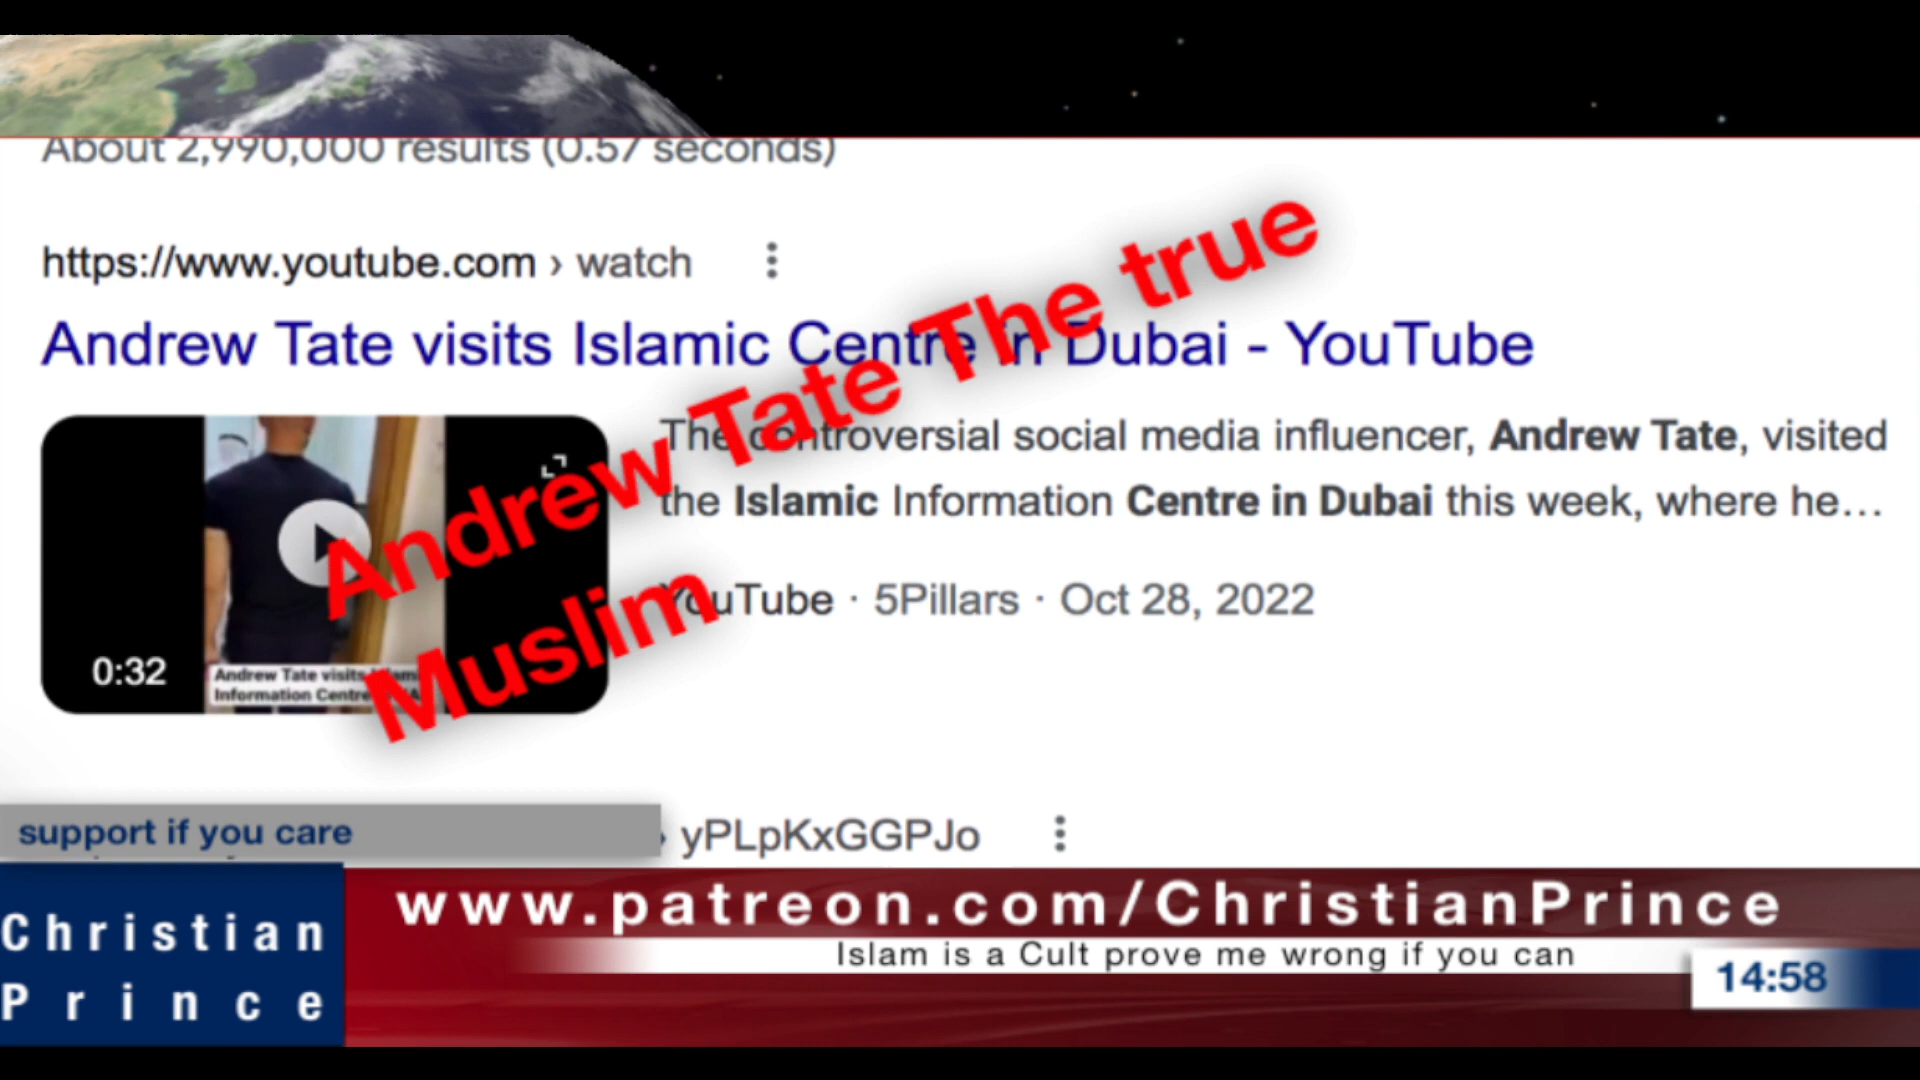 About 2,990,000 results (0.57 seconds)
https://www.youtube.com › watch
Andrew Tate visits Islamic Centre in Dubai - YouTube
The controversial social media influencer, Andrew Tate, visited
the Islamic Information Centre in Dubai this week, where he...
YouTube · 5Pillars · Oct 28, 2022
0:32
Andrew Tate visits
Information Centre
Andrew Tate The true
Muslim
support if you care
› yPLpKxGGPJo
Christian
Prince
www.patreon.com/ChristianPrince
Islam is a Cult prove me wrong if you can
14:58